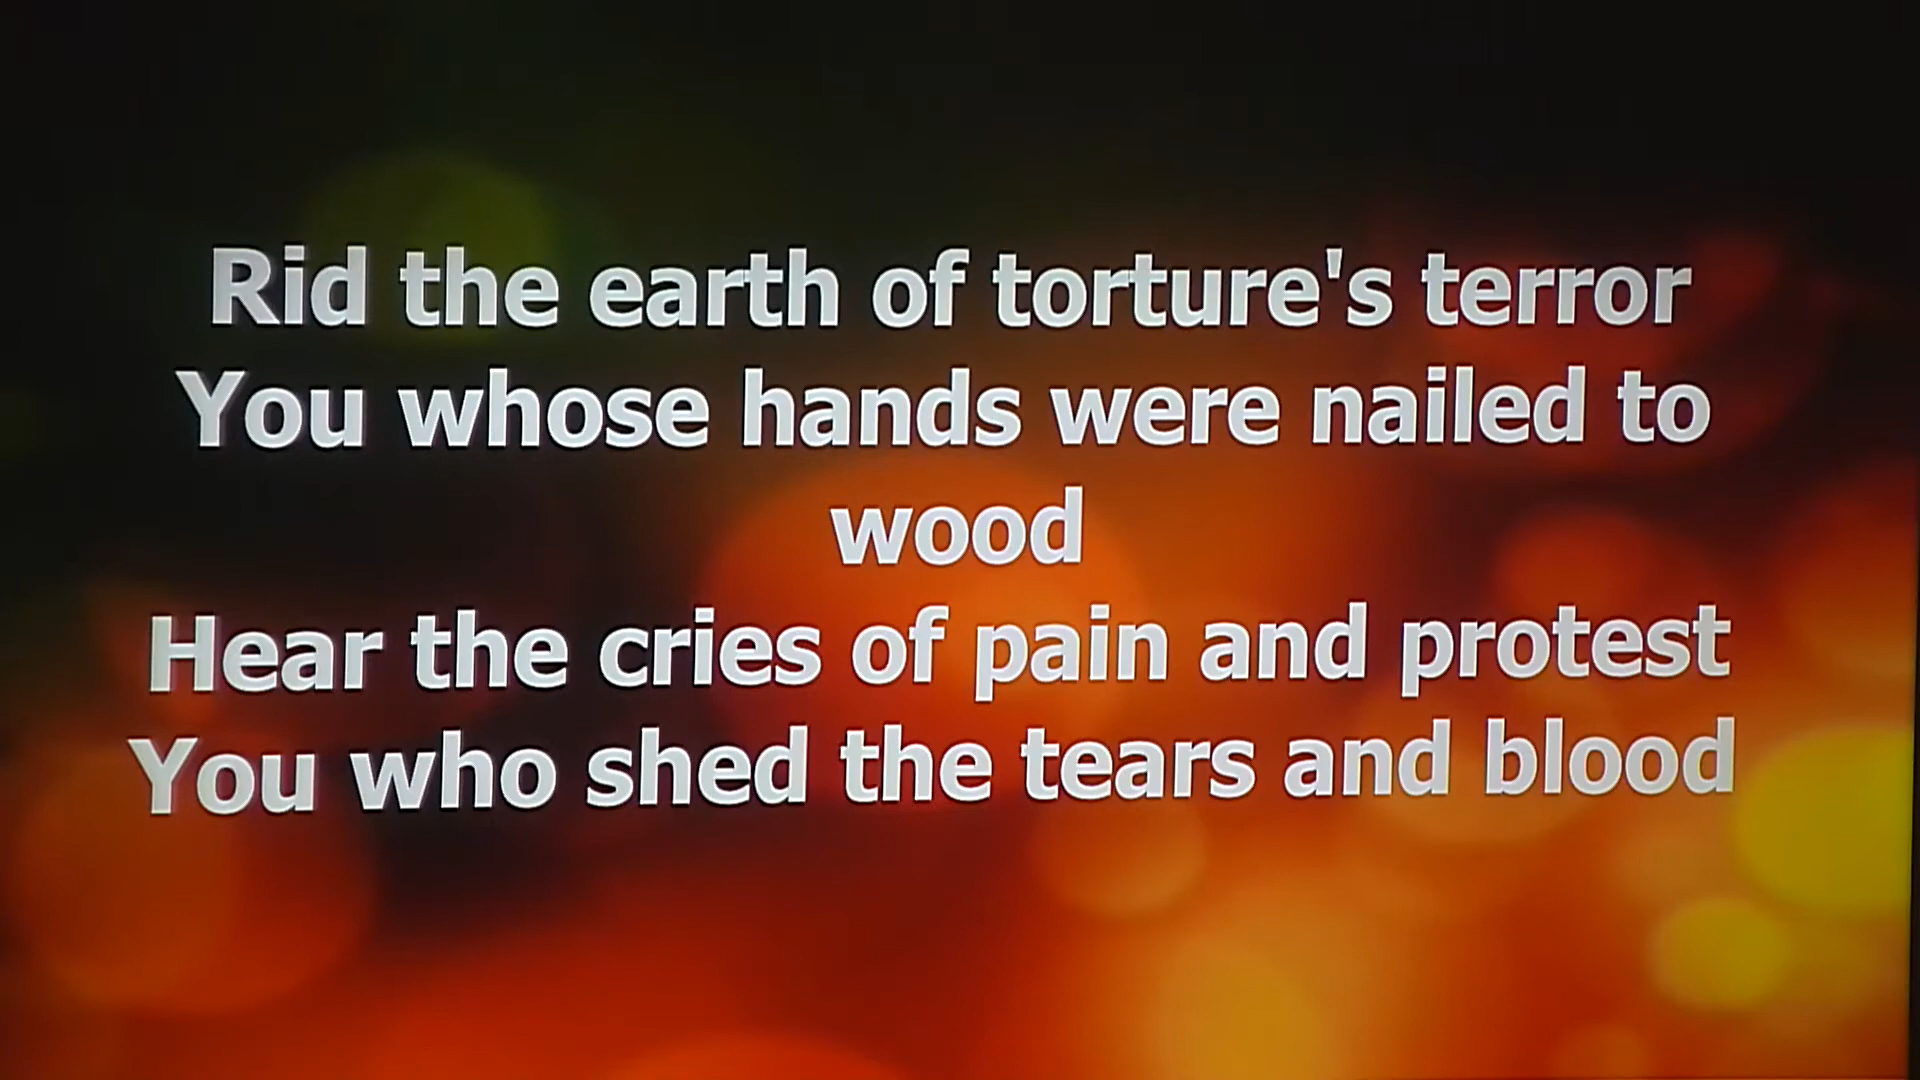 Rid the earth of torture's terror
You whose hands were nailed to
wood
Hear the cries of pain and protest
You who shed the tears and blood